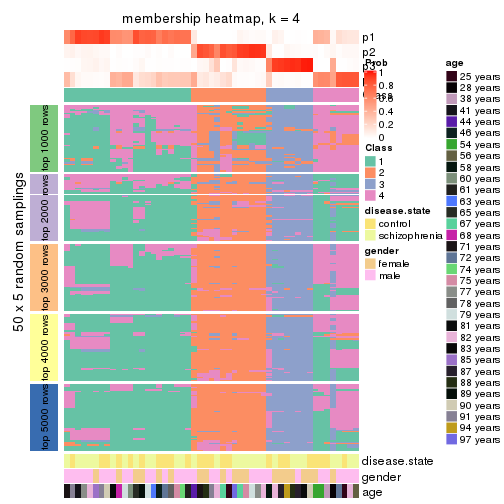 membership heatmap, k = 4
p1
p2
p3
Prob
1
0.8
0.6
0.4
0.2
0
Class
1
2
3
4
disease.state
control
schizophrenia
gender
female
male
age
25 years
28 years
38 years
41 years
44 years
46 years
54 years
56 years
58 years
60 years
61 years
63 years
65 years
67 years
68 years
71 years
72 years
74 years
75 years
77 years
78 years
79 years
81 years
82 years
83 years
85 years
87 years
88 years
89 years
90 years
91 years
94 years
97 years
50 x 5 random samplings
top 1000 rows
top 2000 rows
top 3000 rows
top 4000 rows
top 5000 rows
disease.state
gender
age